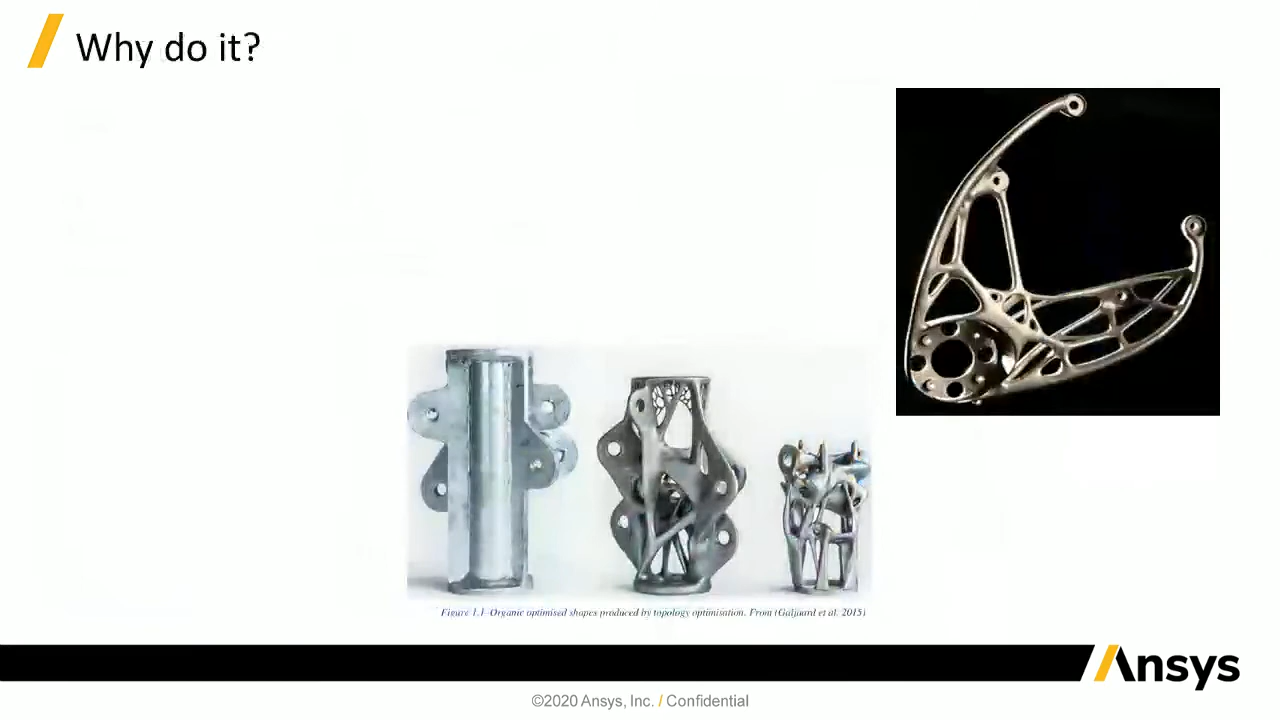 Why do it?
Figure 1.1–Organic optimised shapes produced by topology optimisation. From (Galjaard et al. 2015)
Ansys
©2020 Ansys, Inc. / Confidential